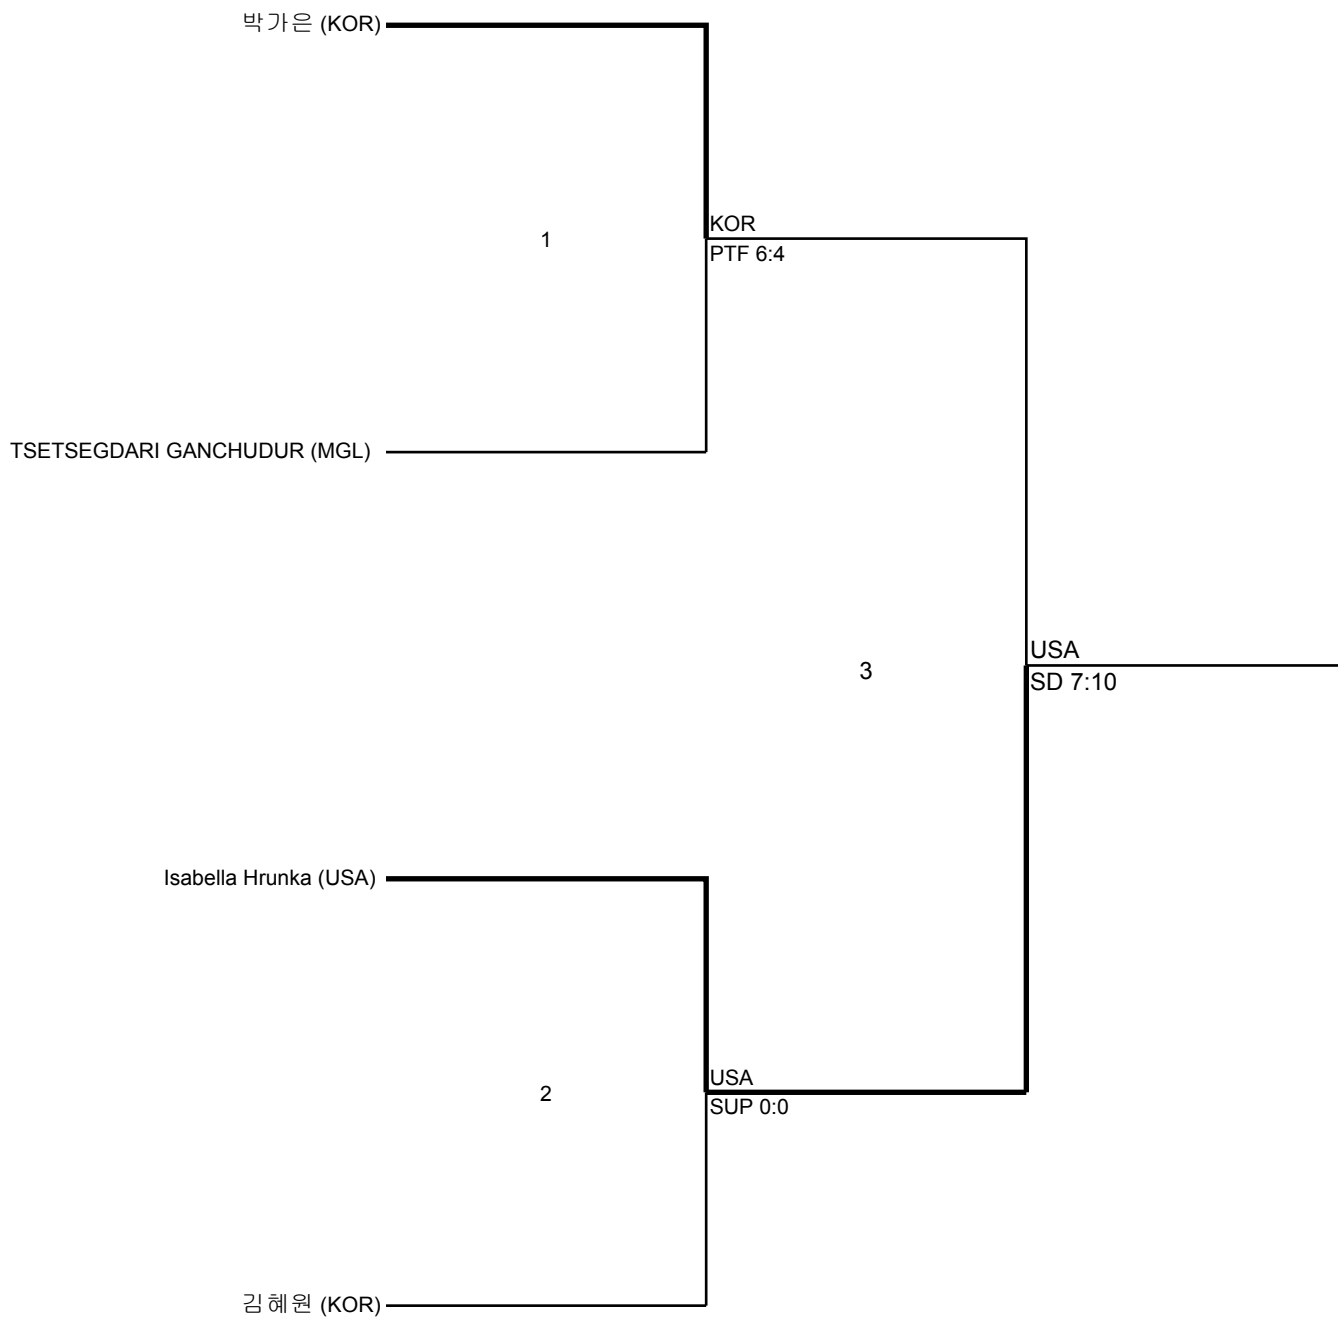 박가은 (KOR)
KOR
1
PTF 6:4
TSETSEGDARI GANCHUDUR (MGL)
USA
3
SD 7:10
Isabella Hrunka (USA)
USA
2
SUP 0:0
김혜원 (KOR)